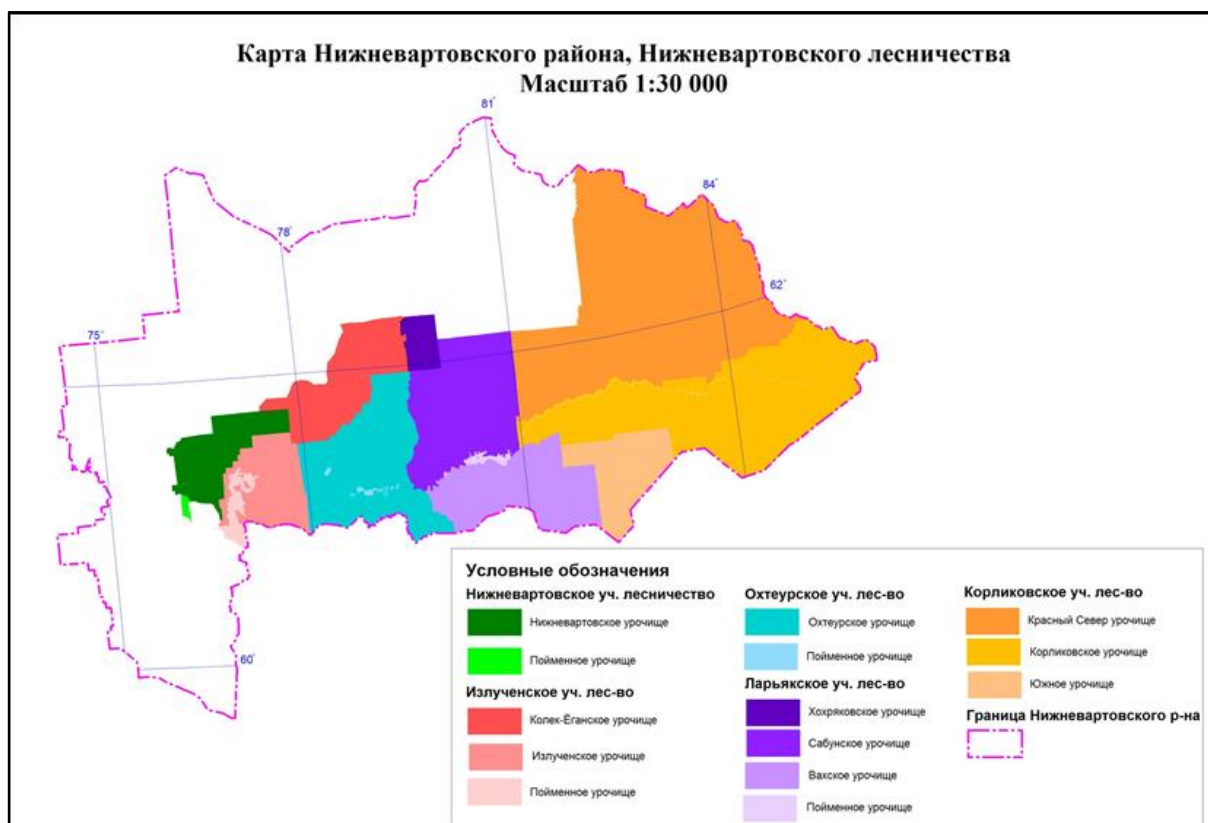 Карта Нижневартовского района, Нижневартовского лесничества
Масштаб 1:30 000
81°
84°
78°
62°
75°
60°
Условные обозначения
Нижневартовское уч. лесничество
Нижневартовское урочище
Пойменное урочище
Излученское уч. лес-во
Колек-Ёганское урочище
Излученское урочище
Пойменное урочище
Охтеурское уч. лес-во
Охтеурское урочище
Пойменное урочище
Ларьякское уч. лес-во
Хохряковское урочище
Сабунское урочище
Вахское урочище
Пойменное урочище
Корликовское уч. лес-во
Красный Север урочище
Корликовское урочище
Южное урочище
Граница Нижневартовского р-на